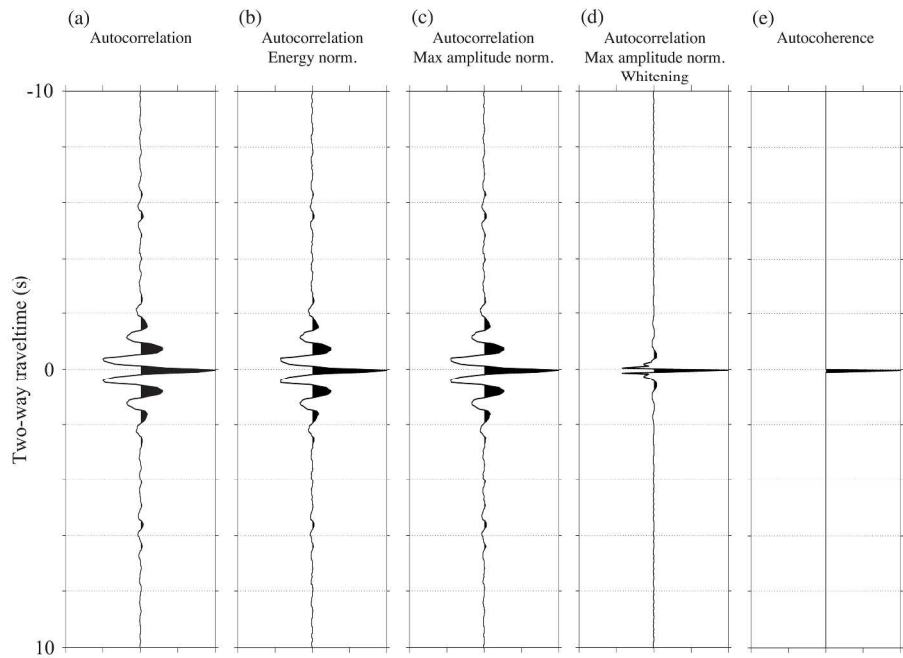 (a)
Autocorrelation
(b)
Autocorrelation
Energy norm.
(c)
Autocorrelation
Max amplitude norm.
(d)
Autocorrelation
Max amplitude norm.
Whitening
(e)
Autocoherence
-10
0
10
Two-way traveltime (s)